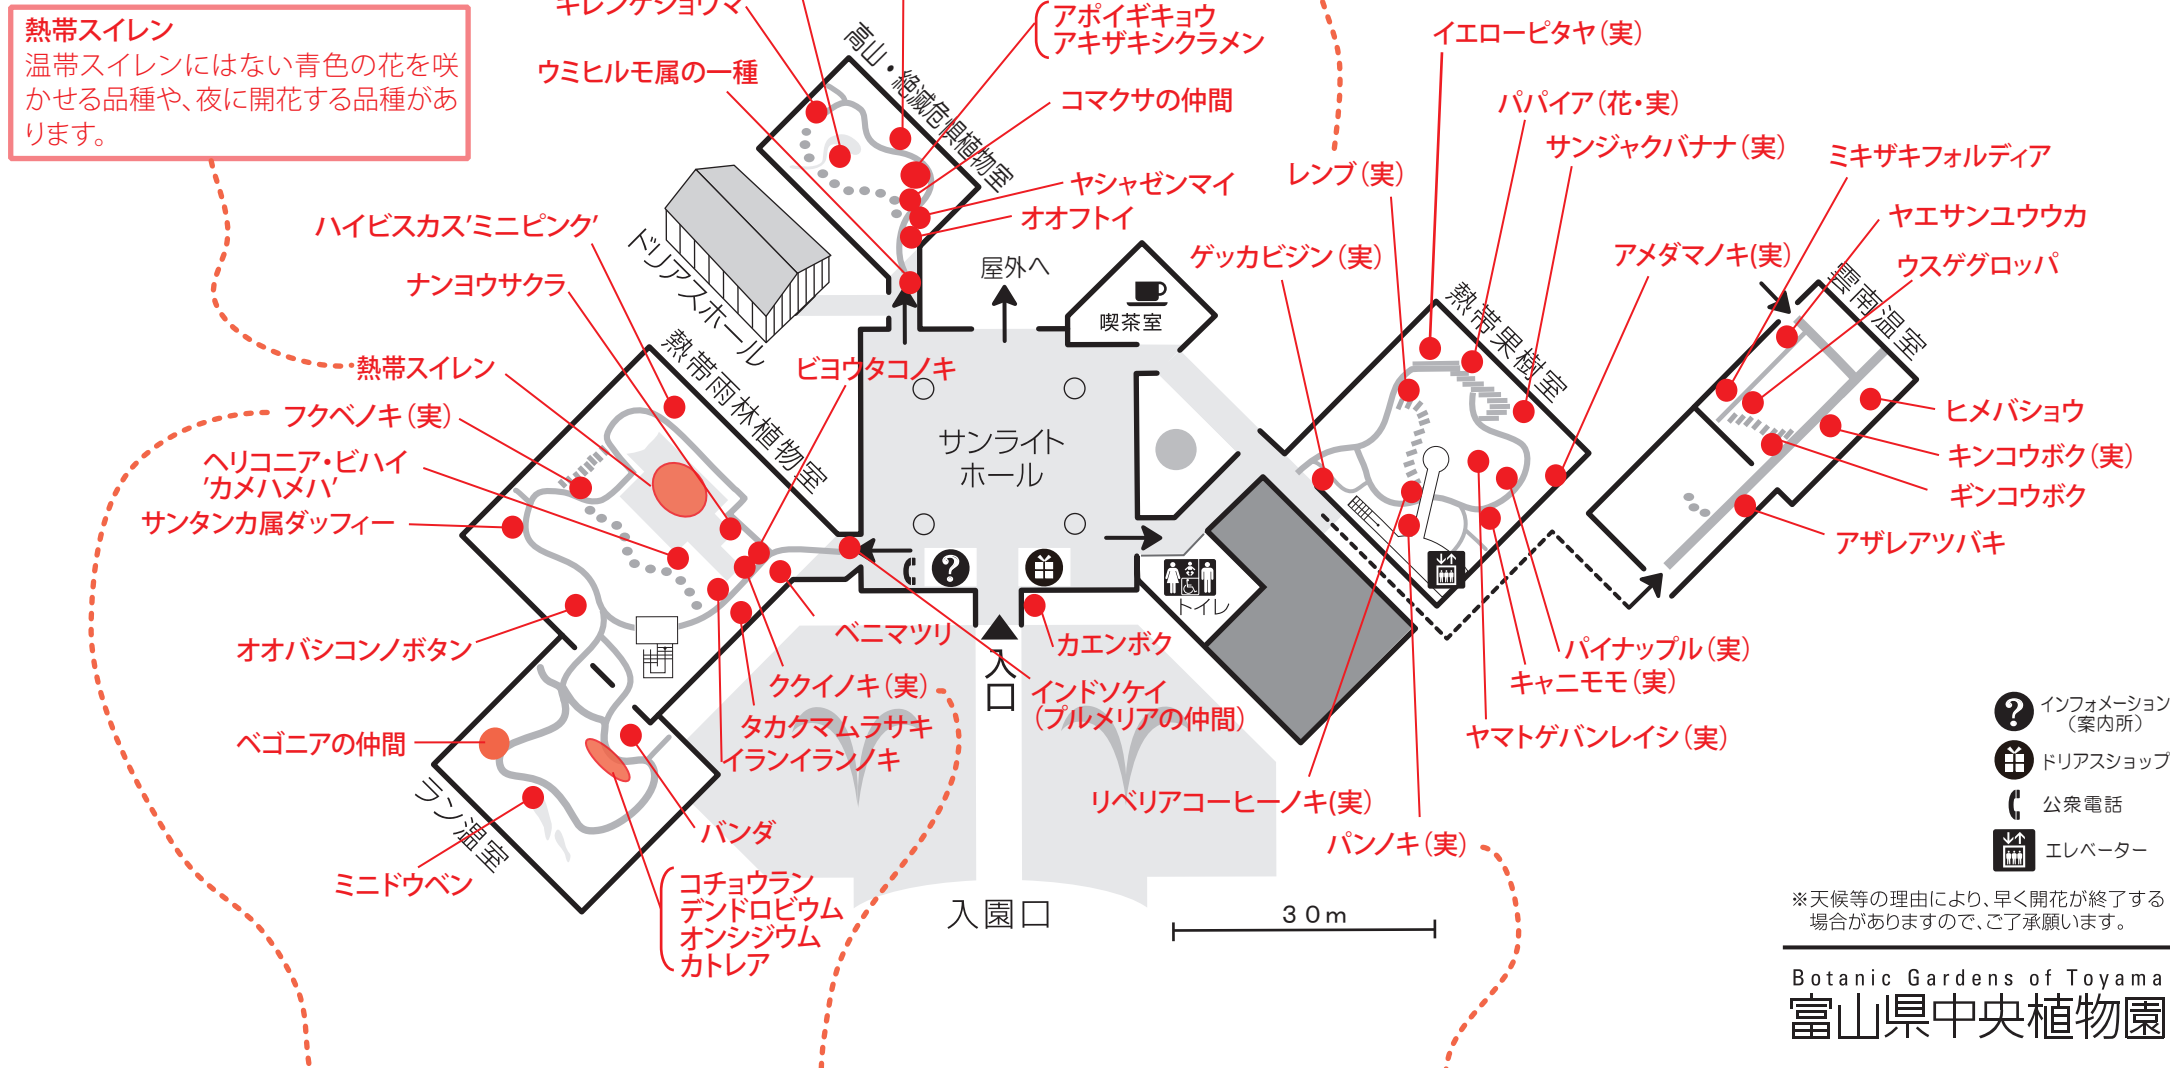 熱帯スイレン
温帯スイレンにはない青色の花を咲
かせる品種や、夜に開花する品種があ
ります。
キレンゲショウマ
アポイギキョウ
アキザキシクラメン
ウミヒルモ属の一種
高山・絶滅危惧植物室
コマクサの仲間
ヤシャゼンマイ
オオフトイ
イエローピタヤ（実）
パパイア（花・実）
サンジャクバナナ（実）
レンブ（実）
ミキザキフォルディア
ヤエサンユウウカ
ウスゲグロッパ
アメダマノキ(実）
ゲッカビジン（実）
ハイビスカス'ミニピンク'
ナンヨウサクラ
ドリアスホール
屋外へ
喫茶室
熱帯果樹室
雲南温室
熱帯雨林植物室
ビヨウタコノキ
熱帯スイレン
フクベノキ（実）
ヘリコニア・ビハイ
'カメハメハ'
サンタンカ属ダッフィー
サンライト
ホール
ヒメバショウ
キンコウボク（実）
ギンコウボク
アザレアツバキ
トイレ
オオバシコンノボタン
ベニマツリ
カエンボク
入口
ククイノキ（実）
インドソケイ
（プルメリアの仲間）
タカクマムラサキ
イランイランノキ
パイナップル（実）
キャニモモ（実）
ヤマトゲバンレイシ（実）
リベリアコーヒーノキ(実）
パンノキ（実）
ベゴニアの仲間
ラン温室
ミニドウベン
バンダ
コチョウラン
デンドロビウム
オンシジウム
カトレア
入園口
30m
インフォメーション
（案内所）
ドリアスショップ
公衆電話
エレベーター
※天候等の理由により、早く開花が終了する
場合がありますので、ご了承願います。
Botanic Gardens of Toyama
富山県中央植物園